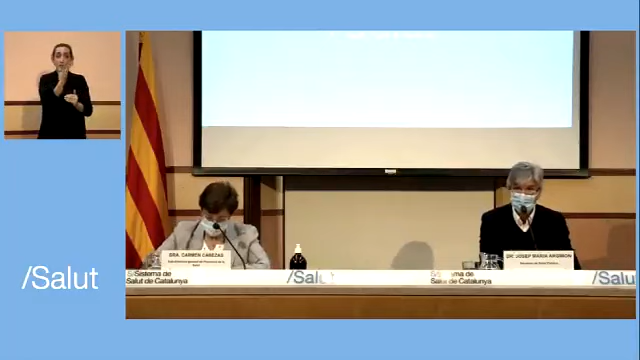 /Salut
DRA. CARMEN CABEZAS
DR. JOSEP MARIA ARGIMON
S/Sistema de
Salut de Catalunya
/Salut
S/Sistema de
Salut de Catalunya
/Salut